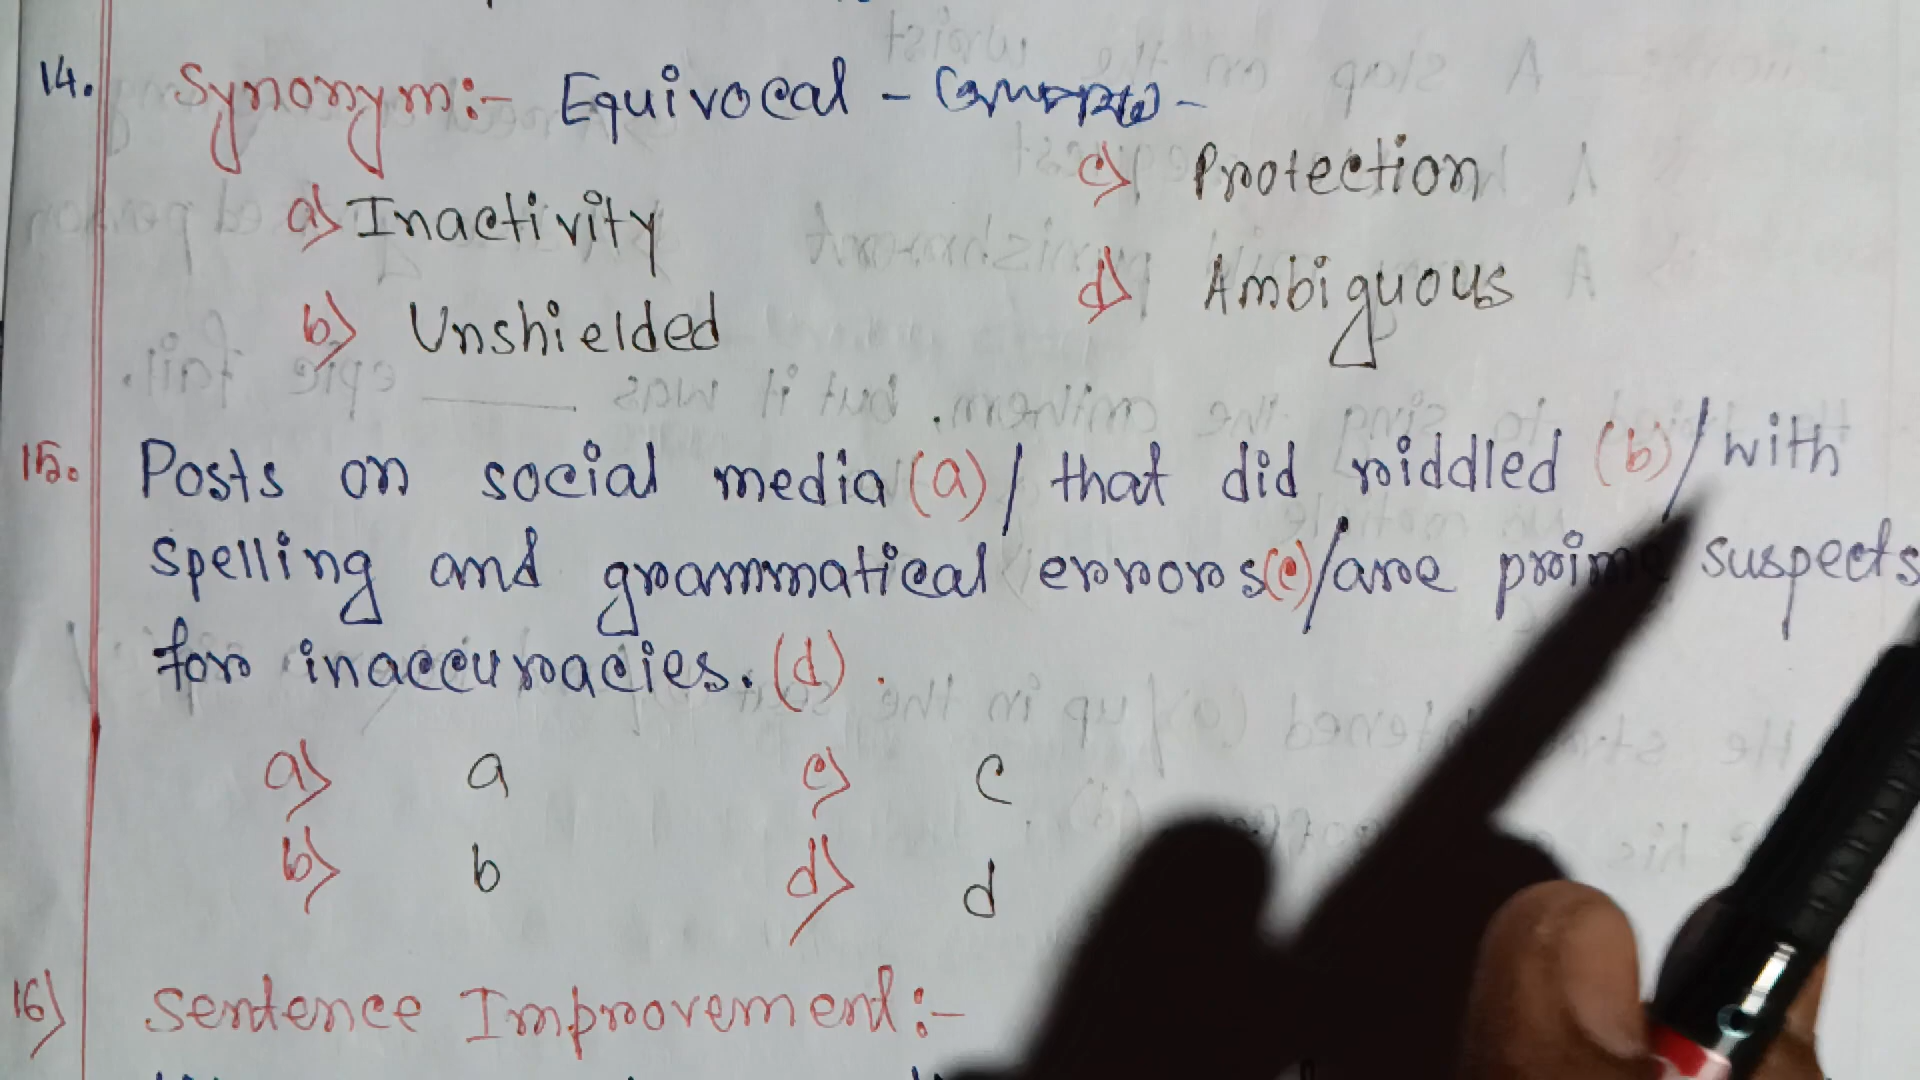 14. Synonym:- Equivocal -
a) Inactivity
c) Protection
b) Unshielded
d) Ambiguous
15. Posts on social media (a) / that did riddled (b) / with
spelling and grammatical errors (c) / are prime suspects
for inaccuracies. (d).
a) a
c) c
b) b
d) d
16) Sentence Improvement:-